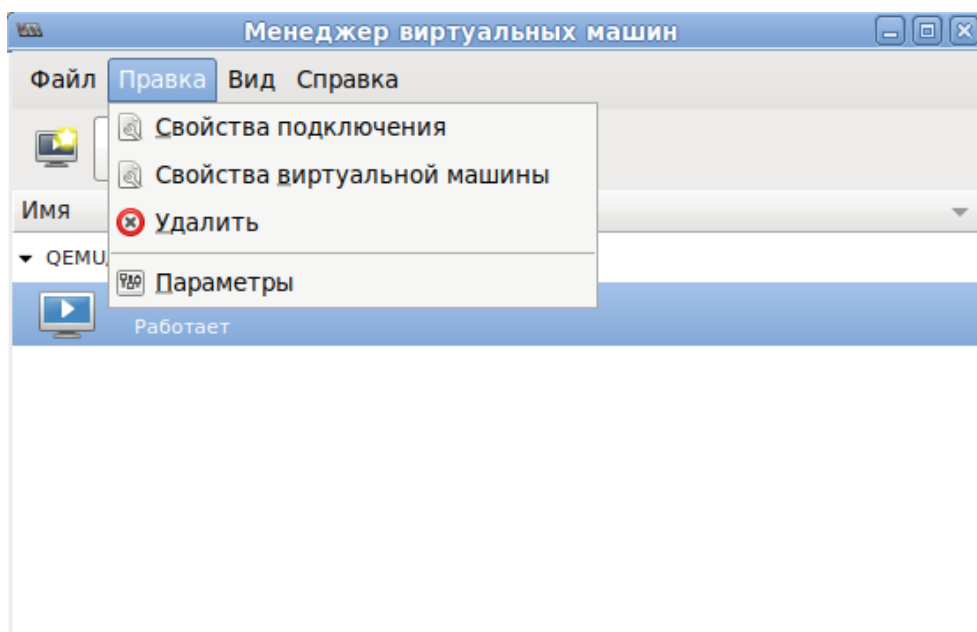 Менеджер виртуальных машин
Файл Правка Вид Справка
Свойства подключения
Свойства виртуальной машины
Имя
Удалить
QEMU
Параметры
Работает